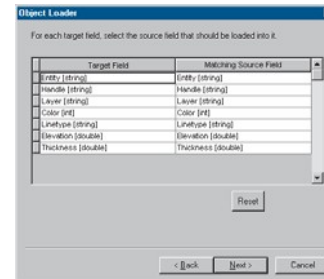 Object Loader
For each target field, select the source field that should be loaded into it.
Target Field Matching Source Field
Entity [string] Entity [string]
Handle [string] Handle [string]
Layer [string] Layer [string]
Color [int] Color [int]
Linetype [string] Linetype [string]
Elevation [double] Elevation [double]
Thickness [double] Thickness [double]
Reset
< Back Next > Cancel